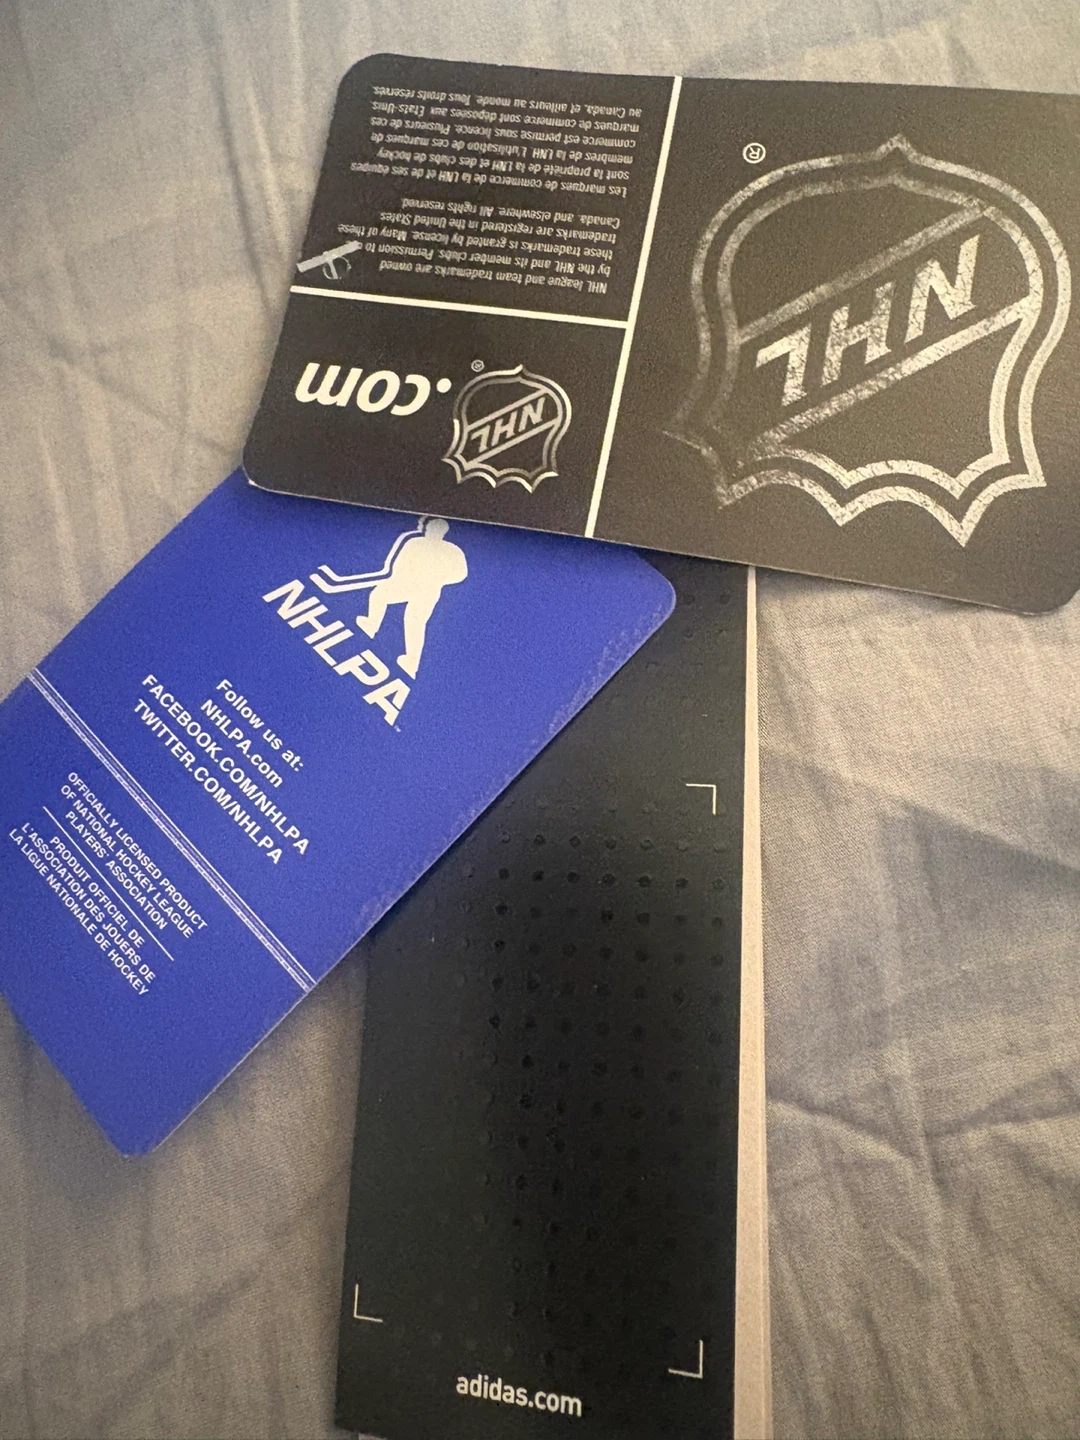 NHL league and team trademarks are owned
by the NHL and its member clubs. Permission to
these trademarks is granted by license. Many of these
trademarks are registered in the United States
Canada, and elsewhere. All rights reserved.
Les marques de commerce de la LNH et de ses équipes
sont la propriété de la LNH et des clubs de hockey
membres de la LNH. L'utilisation de ces marques de
commerce est permise sous licence. Plusieurs de ces
marques de commerce sont déposées aux États-Unis,
au Canada, et ailleurs au monde. Tous droits réservés.
NHL ® .com
NHL ®
NHLPA™
Follow us at:
NHLPA.com
FACEBOOK.COM/NHLPA
TWITTER.COM/NHLPA
OFFICIALLY LICENSED PRODUCT
OF NATIONAL HOCKEY LEAGUE
PLAYERS' ASSOCIATION
PRODUIT OFFICIEL DE
L'ASSOCIATION DES JOUERS DE
LA LIGUE NATIONALE DE HOCKEY
adidas.com